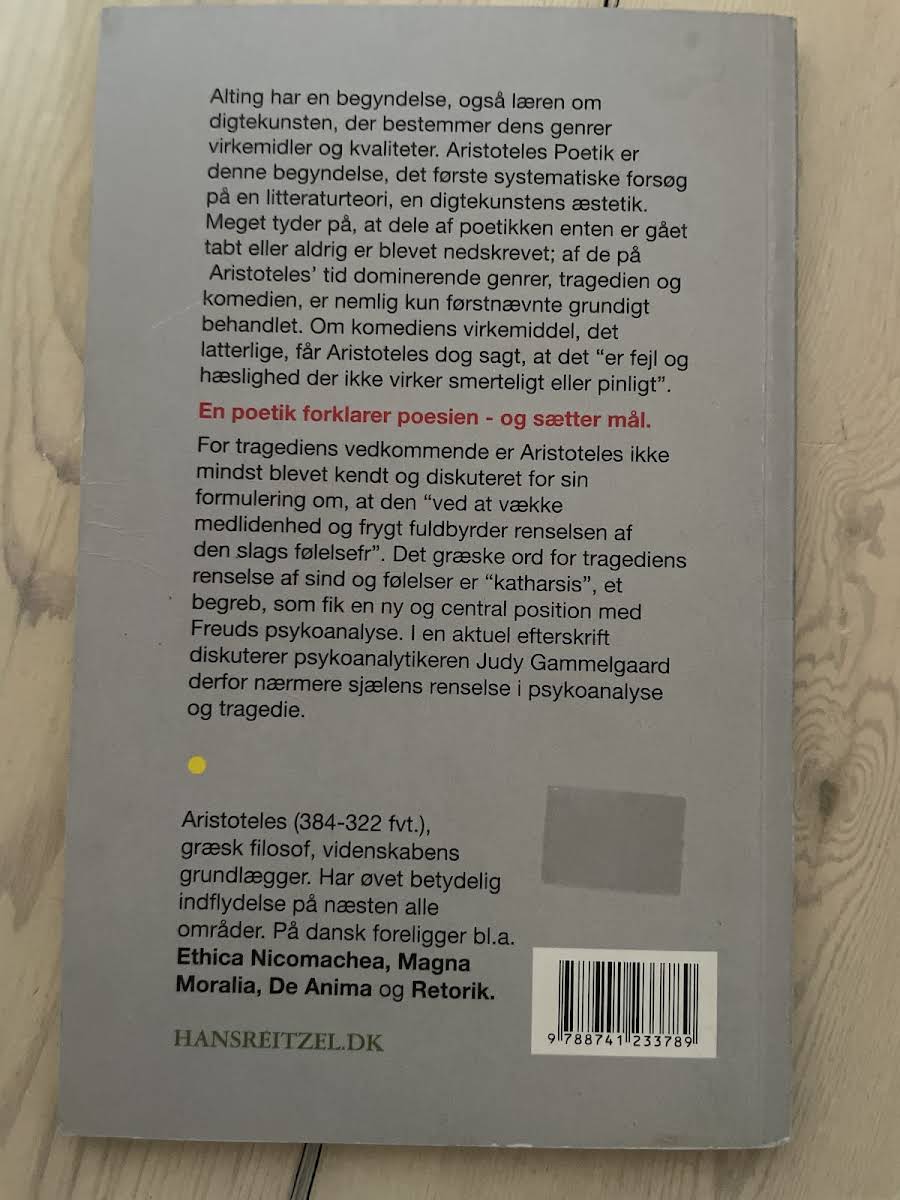 Alting har en begyndelse, også læren om
digtekunsten, der bestemmer dens genrer
virkemidler og kvaliteter. Aristoteles Poetik er
denne begyndelse, det første systematiske forsøg
på en litteraturteori, en digtekunstens æstetik.
Meget tyder på, at dele af poetikken enten er gået
tabt eller aldrig er blevet nedskrevet; af de på
Aristoteles’ tid dominerende genrer, tragedien og
komedien, er nemlig kun førstnævnte grundigt
behandlet. Om komediens virkemiddel, det
latterlige, får Aristoteles dog sagt, at det “er fejl og
hæslighed der ikke virker smerteligt eller pinligt”.
En poetik forklarer poesien - og sætter mål.
For tragediens vedkommende er Aristoteles ikke
mindst blevet kendt og diskuteret for sin
formulering om, at den “ved at vække
medlidenhed og frygt fuldbyrder renselsen af
den slags følelsefr”. Det græske ord for tragediens
renselse af sind og følelser er “katharsis”, et
begreb, som fik en ny og central position med
Freuds psykoanalyse. I en aktuel efterskrift
diskuterer psykoanalytikeren Judy Gammelgaard
derfor nærmere sjælens renselse i psykoanalyse
og tragedie.
Aristoteles (384-322 fvt.),
græsk filosof, videnskabens
grundlægger. Har øvet betydelig
indflydelse på næsten alle
områder. På dansk foreligger bl.a.
Ethica Nicomachea, Magna
Moralia, De Anima og Retorik.
HANSREITZEL.DK
9 788741 233789